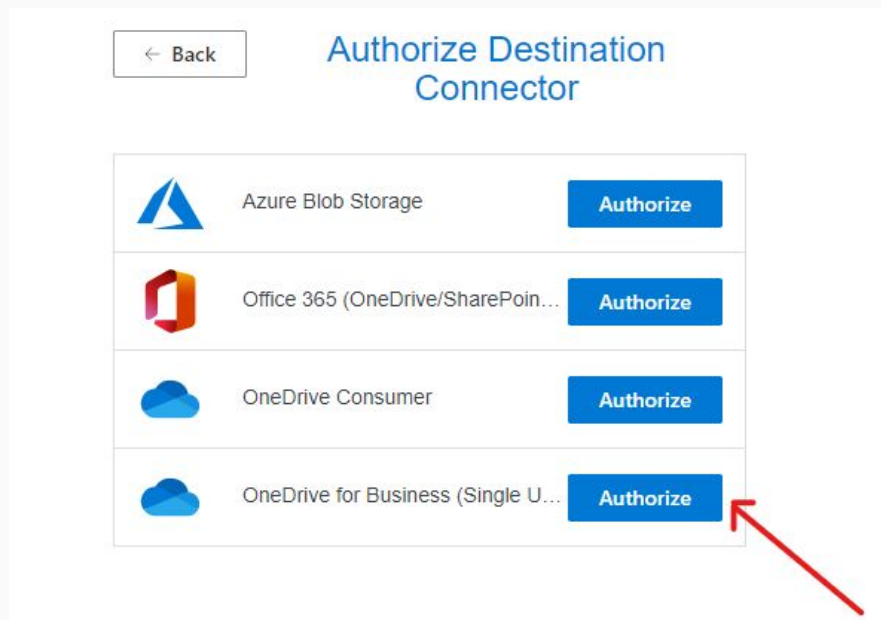 ← Back
Authorize Destination
Connector
Azure Blob Storage
Authorize
Office 365 (OneDrive/SharePoin...
Authorize
OneDrive Consumer
Authorize
OneDrive for Business (Single U...
Authorize